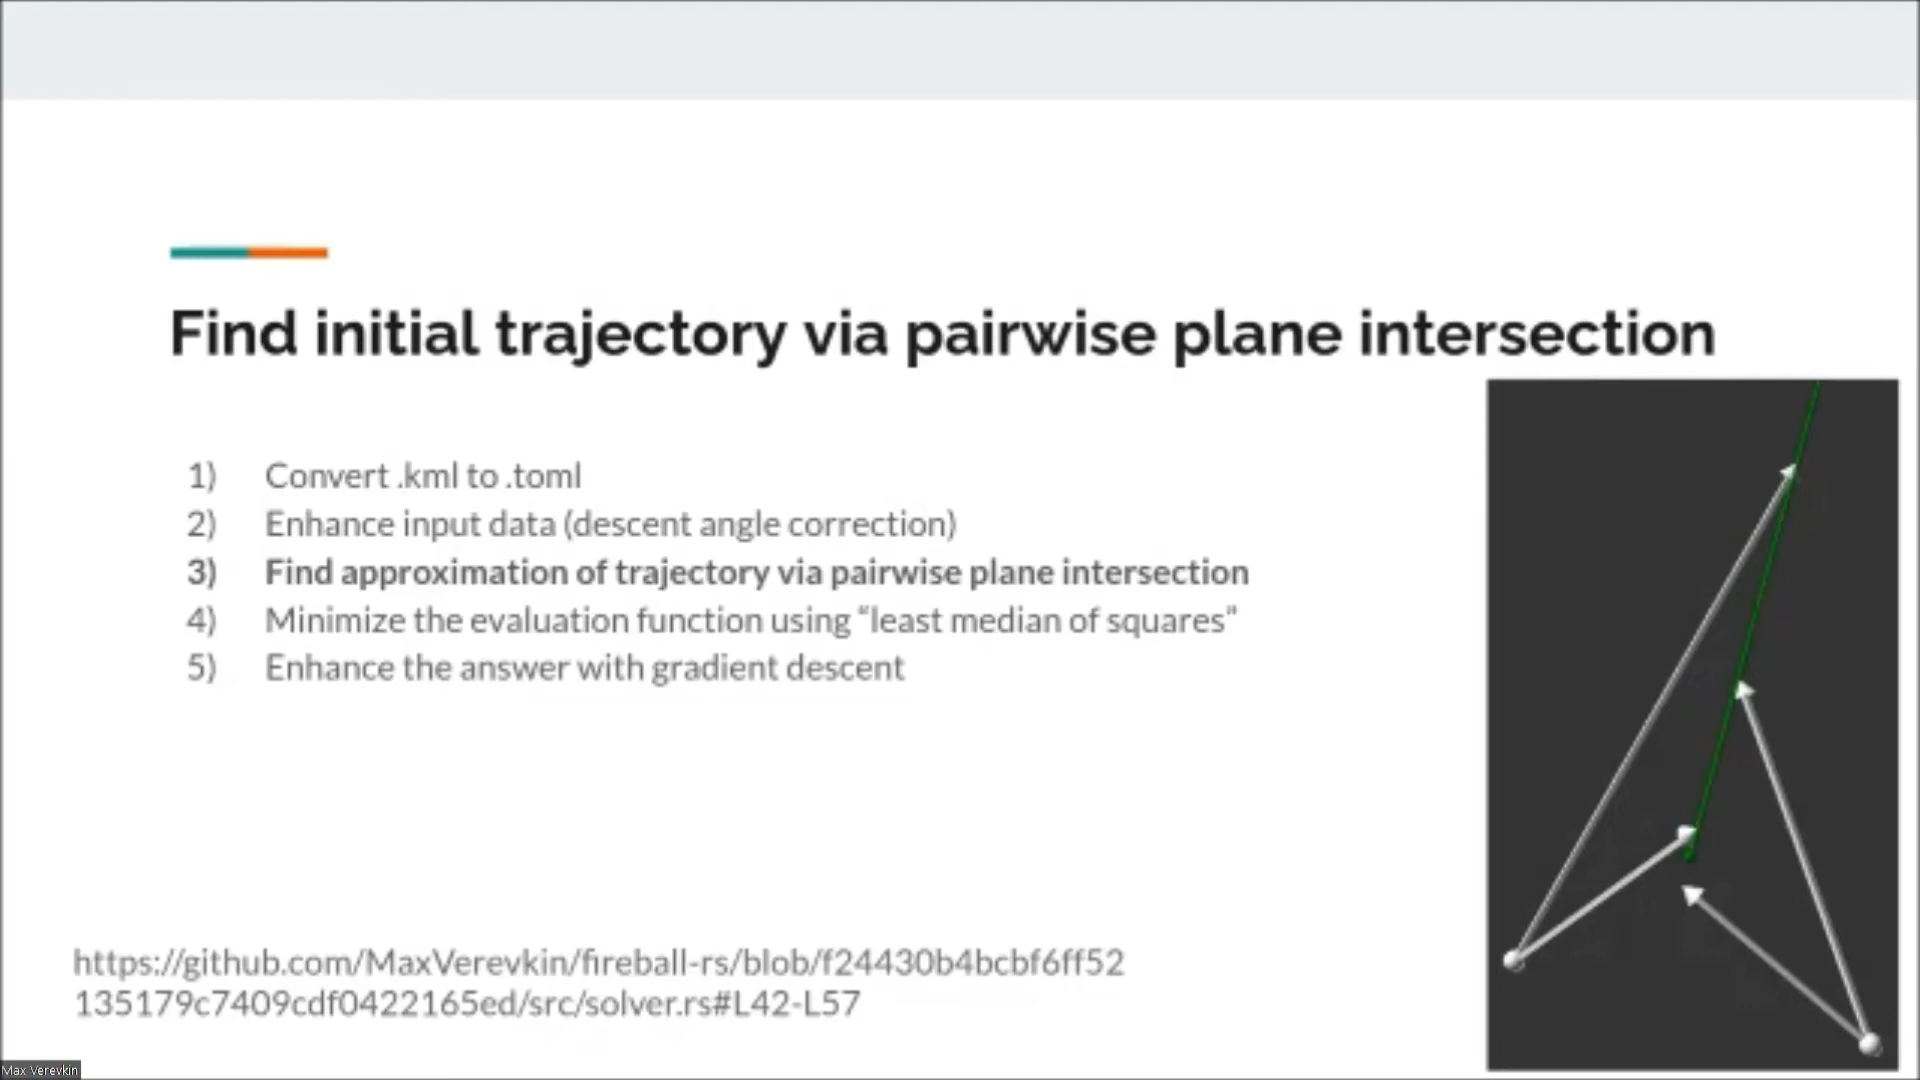 Find initial trajectory via pairwise plane intersection
1) Convert .kml to .toml
2) Enhance input data (descent angle correction)
3) Find approximation of trajectory via pairwise plane intersection
4) Minimize the evaluation function using “least median of squares”
5) Enhance the answer with gradient descent
https://github.com/MaxVerevkin/fireball-rs/blob/f24430b4bcbf6ff52
135179c7409cdf0422165ed/src/solver.rs#L42-L57
Max Verevkin